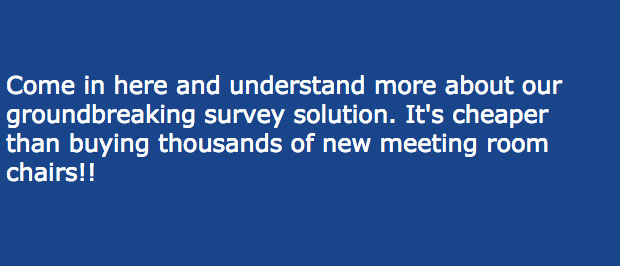 Come in here and understand more about our
groundbreaking survey solution. It's cheaper
than buying thousands of new meeting room
chairs!!